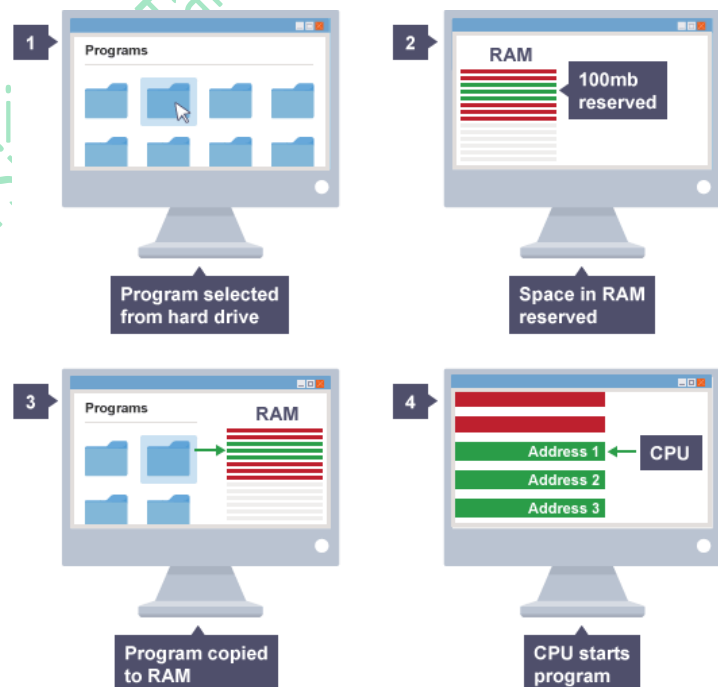 1
Programs
Program selected
from hard drive
2
RAM
100mb
reserved
Space in RAM
reserved
3
Programs
RAM
Program copied
to RAM
4
Address 1
CPU
Address 2
Address 3
CPU starts
program